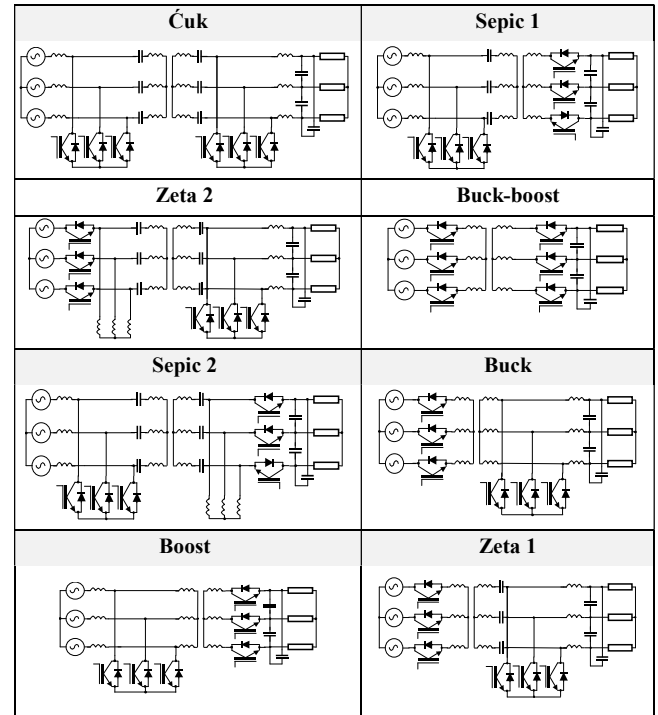 Ćuk
Sepic 1
Zeta 2
Buck-boost
Sepic 2
Buck
Boost
Zeta 1